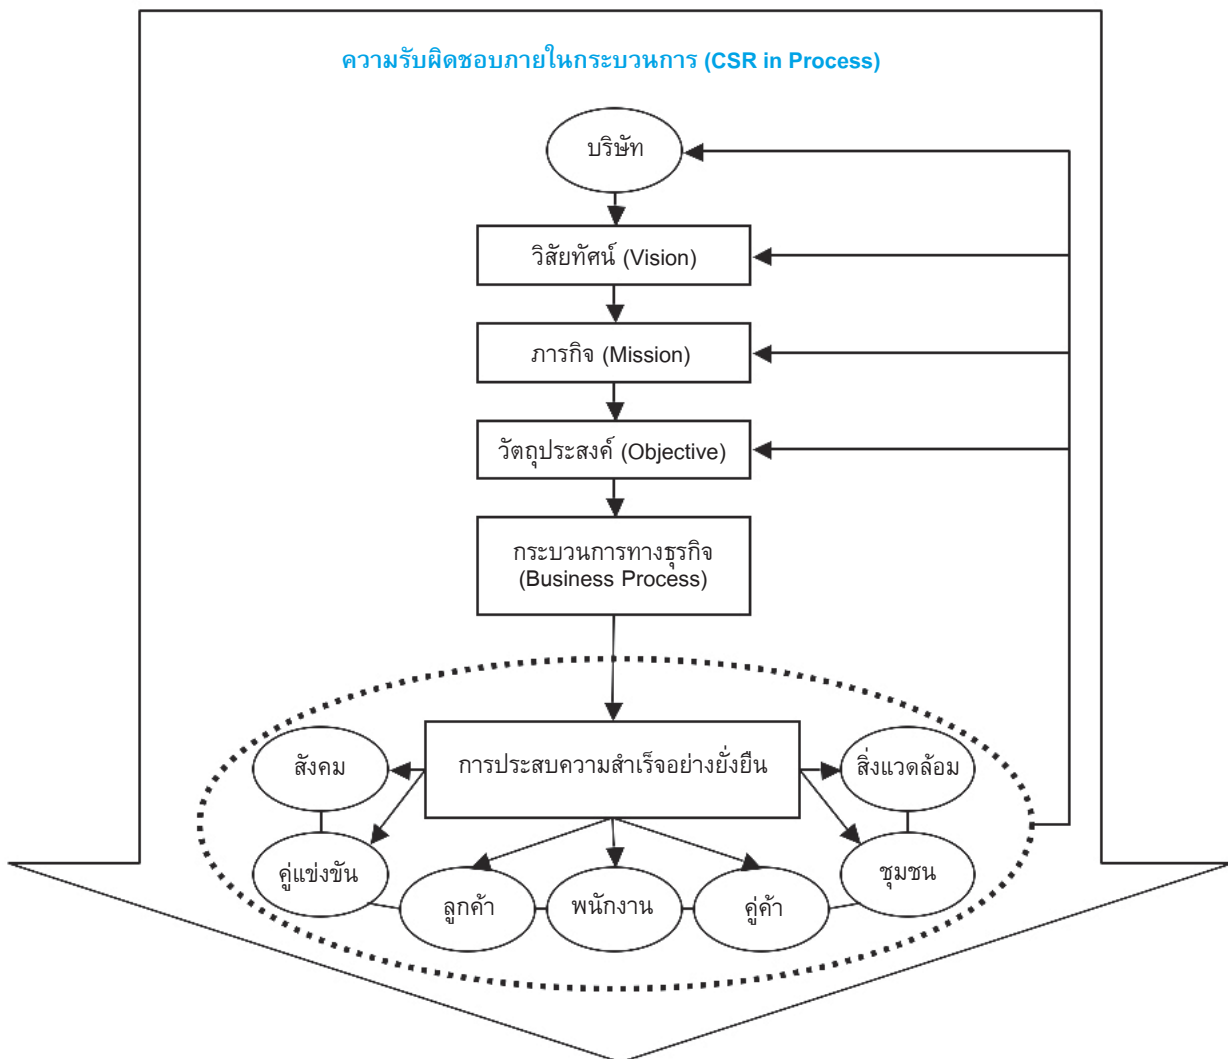 ความรับผิดชอบภายในกระบวนการ (CSR in Process)
บริษัท
วิสัยทัศน์ (Vision)
ภารกิจ (Mission)
วัตถุประสงค์ (Objective)
กระบวนการทางธุรกิจ
(Business Process)
สังคม
การประสบความสำเร็จอย่างยั่งยืน
สิ่งแวดล้อม
คู่แข่งขัน
ลูกค้า
พนักงาน
คู่ค้า
ชุมชน